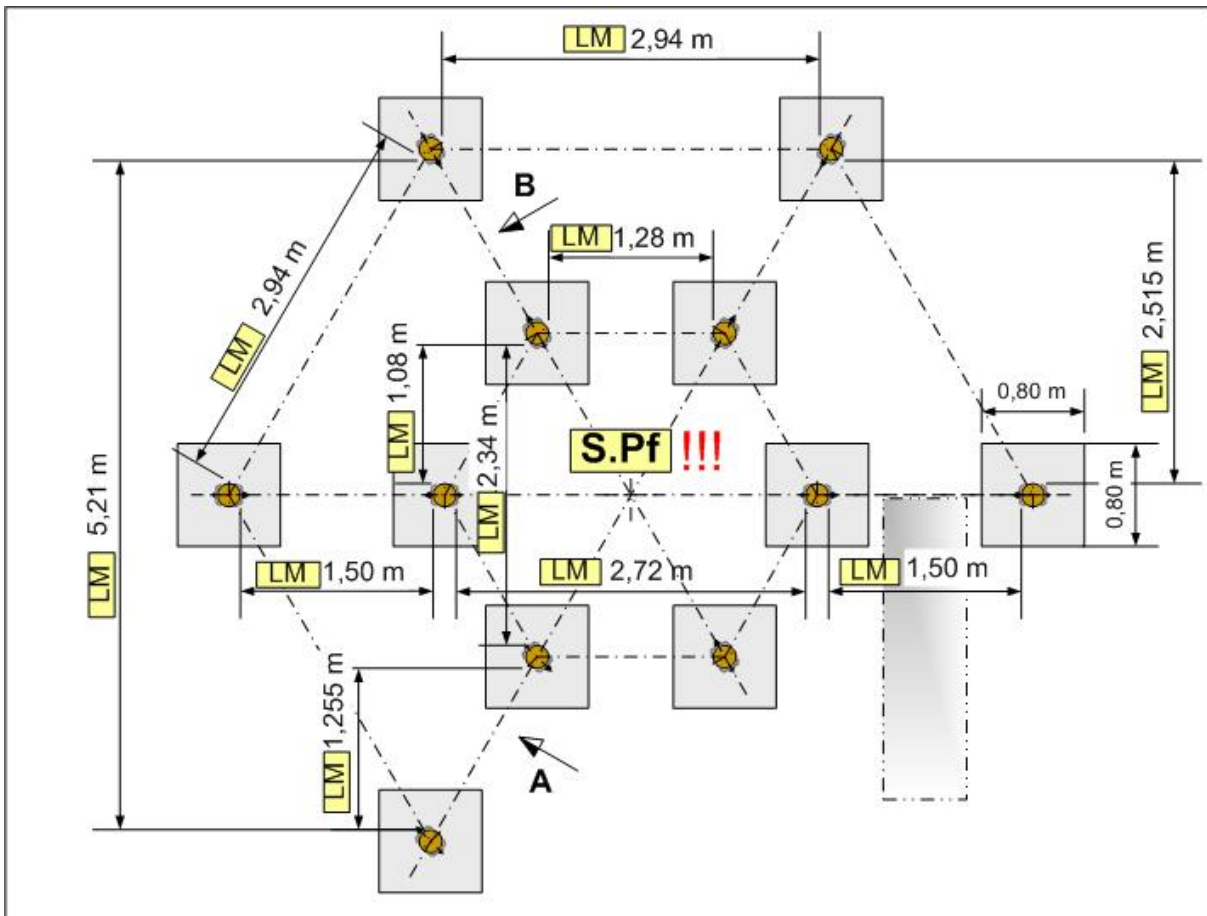 LM 2,94 m
B
LM 1,28 m
LM 2,94 m
LM 1,08 m
LM 2,34 m
LM 2,515 m
0,80 m
S.Pf !!!
0,80 m
LM 5,21 m
LM 1,50 m
LM 2,72 m
LM 1,50 m
LM 1,255 m
A